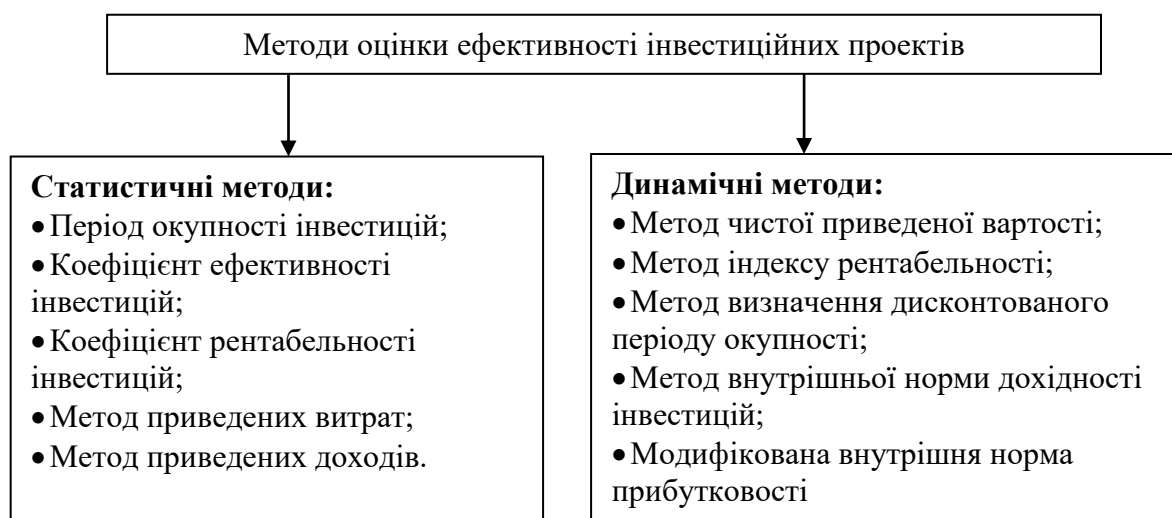 Методи оцінки ефективності інвестиційних проектів
Статистичні методи:
•Період окупності інвестицій;
•Коефіцієнт ефективності
інвестицій;
•Коефіцієнт рентабельності
інвестицій;
•Метод приведених витрат;
•Метод приведених доходів.
Динамічні методи:
•Метод чистої приведеної вартості;
•Метод індексу рентабельності;
•Метод визначення дисконтованого
періоду окупності;
•Метод внутрішньої норми дохідності
інвестицій;
•Модифікована внутрішня норма
прибутковості